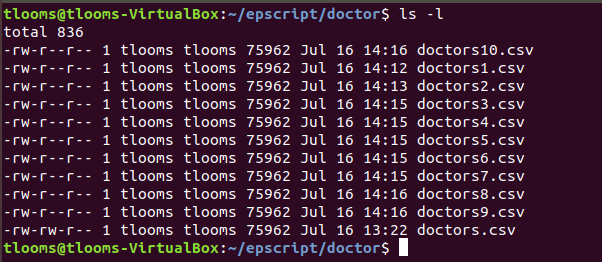 tlooms@tlooms-VirtualBox:~/epscript/doctor$ ls -l
total 836
-rw-r--r-- 1 tlooms tlooms 75962 Jul 16 14:16 doctors10.csv
-rw-r--r-- 1 tlooms tlooms 75962 Jul 16 14:12 doctors1.csv
-rw-r--r-- 1 tlooms tlooms 75962 Jul 16 14:13 doctors2.csv
-rw-r--r-- 1 tlooms tlooms 75962 Jul 16 14:15 doctors3.csv
-rw-r--r-- 1 tlooms tlooms 75962 Jul 16 14:15 doctors4.csv
-rw-r--r-- 1 tlooms tlooms 75962 Jul 16 14:15 doctors5.csv
-rw-r--r-- 1 tlooms tlooms 75962 Jul 16 14:15 doctors6.csv
-rw-r--r-- 1 tlooms tlooms 75962 Jul 16 14:15 doctors7.csv
-rw-r--r-- 1 tlooms tlooms 75962 Jul 16 14:16 doctors8.csv
-rw-r--r-- 1 tlooms tlooms 75962 Jul 16 14:16 doctors9.csv
-rw-rw-r-- 1 tlooms tlooms 75962 Jul 16 13:22 doctors.csv
tlooms@tlooms-VirtualBox:~/epscript/doctor$